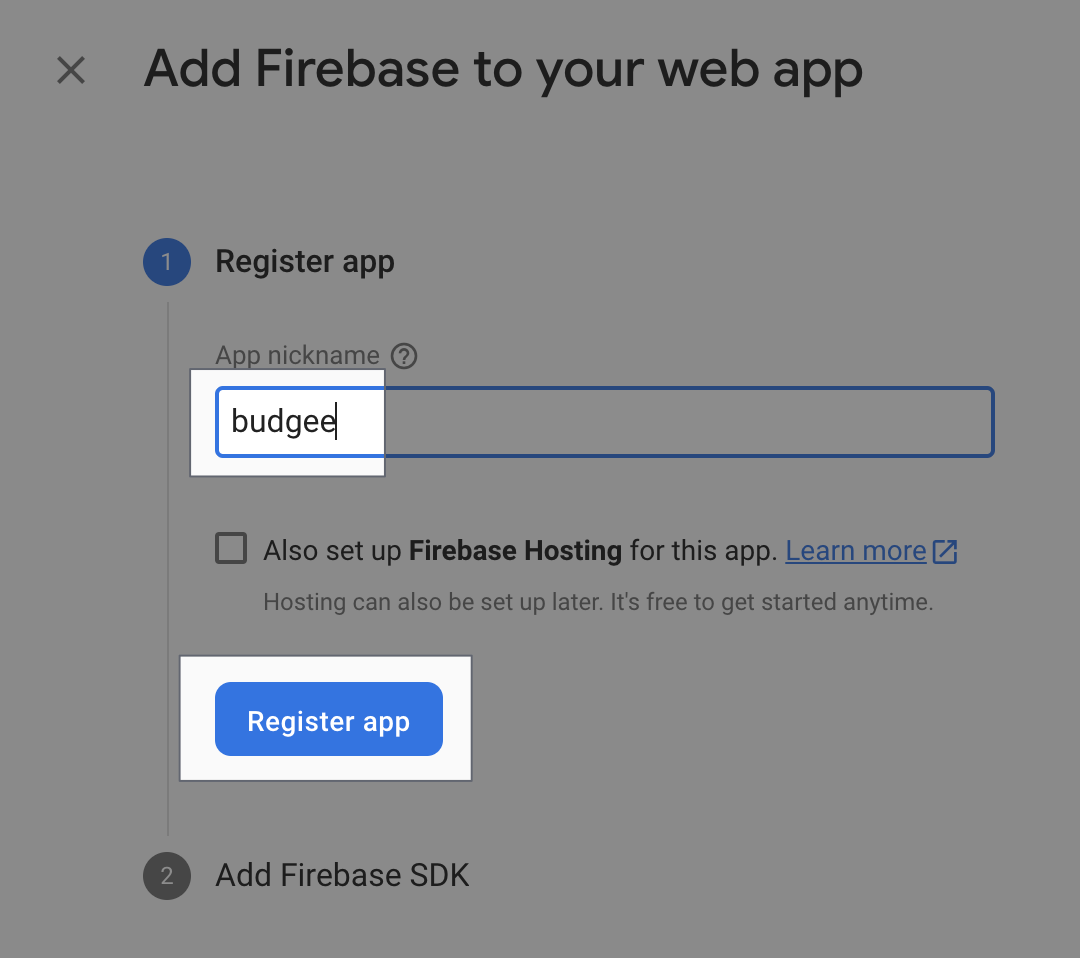 Add Firebase to your web app
1 Register app
App nickname
budgee
Also set up Firebase Hosting for this app. Learn more
Hosting can also be set up later. It's free to get started anytime.
Register app
2 Add Firebase SDK